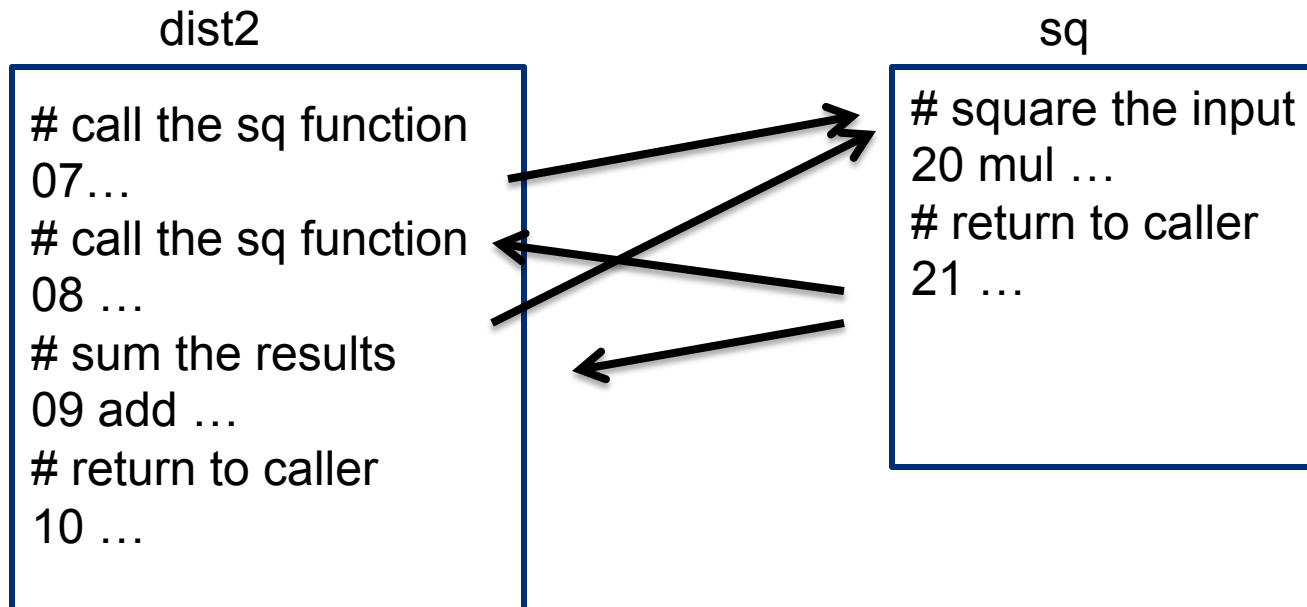 dist2
# call the sq function
07…
# call the sq function
08 …
# sum the results
09 add …
# return to caller
10 …
sq
# square the input
20 mul …
# return to caller
21 …